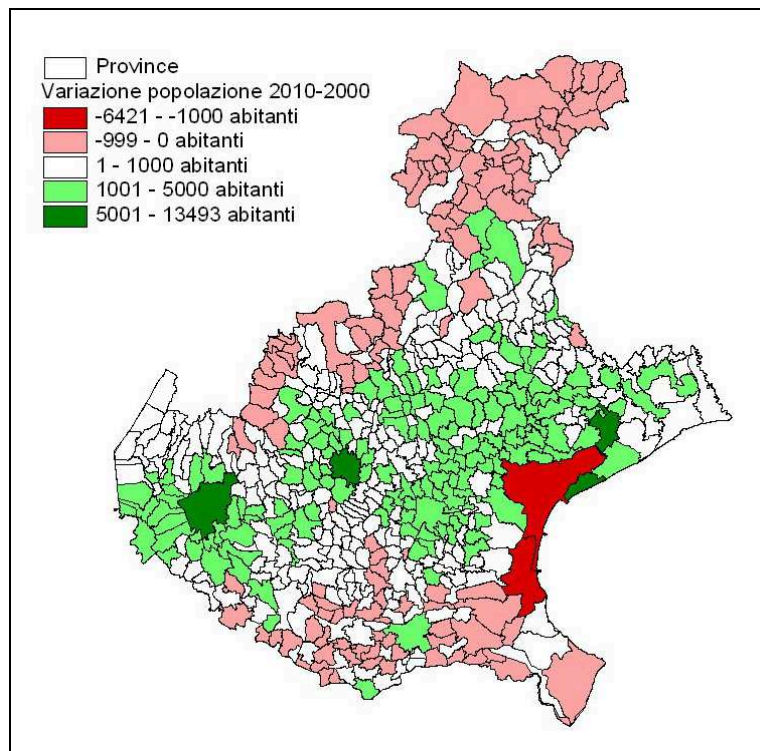 Province
Variazione popolazione 2010-2000
-6421 - -1000 abitanti
-999 - 0 abitanti
1 - 1000 abitanti
1001 - 5000 abitanti
5001 - 13493 abitanti